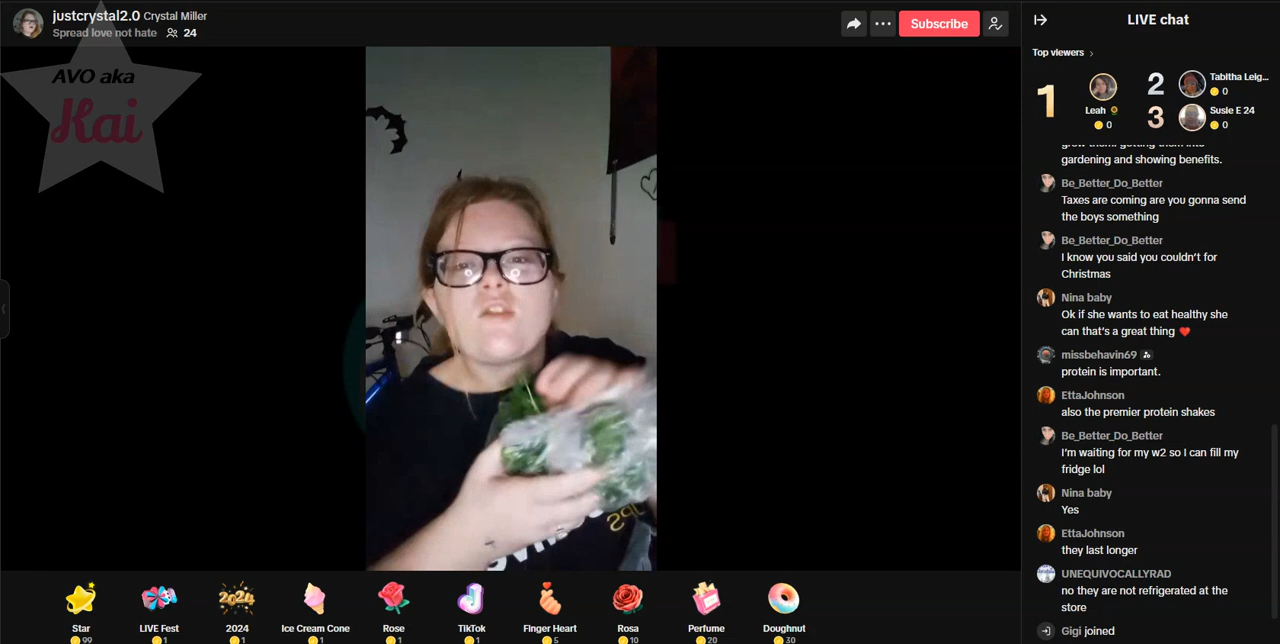 justcrystal2.0 Crystal Miller
Spread love not hate 24
Subscribe
AVO aka
Kai
LIVE chat
Top viewers
1
Leah
0
2
Tabitha Leig...
0
3
Susie E 24
0
gardening and showing benefits.
Be_Better_Do_Better
Taxes are coming are you gonna send
the boys something
Be_Better_Do_Better
I know you said you couldn't for
Christmas
Nina baby
Ok if she wants to eat healthy she
can that's a great thing ❤️
missbehavin69
protein is important.
EttaJohnson
also the premier protein shakes
Be_Better_Do_Better
I'm waiting for my w2 so I can fill my
fridge lol
Nina baby
Yes
EttaJohnson
they last longer
UNEQUIVOCALLYRAD
no they are not refrigerated at the
store
Gigi joined
2024
Star LIVE Fest 2024 Ice Cream Cone Rose TikTok Finger Heart Rosa Perfume Doughnut
99 1 1 1 1 1 5 10 20 30